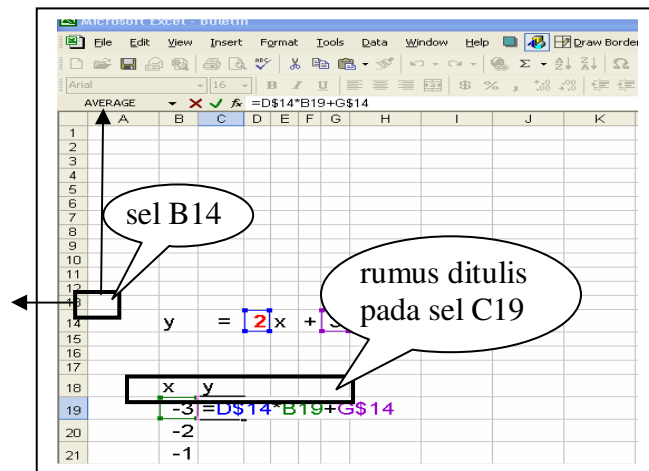 Microsoft Excel - buletin
File Edit View Insert Format Tools Data Window Help Draw Border
Arial 16 B I U $ % ,
AVERAGE =D$14*B19+G$14
A B C D E F G H I J K
1
2
3
4
5
6
7
8
9
10
11
12
13
14 y = 2 x +
15
16
17
18 x y
19 -3 =D$14*B19+G$14
20 -2
21 -1
sel B14
rumus ditulis
pada sel C19